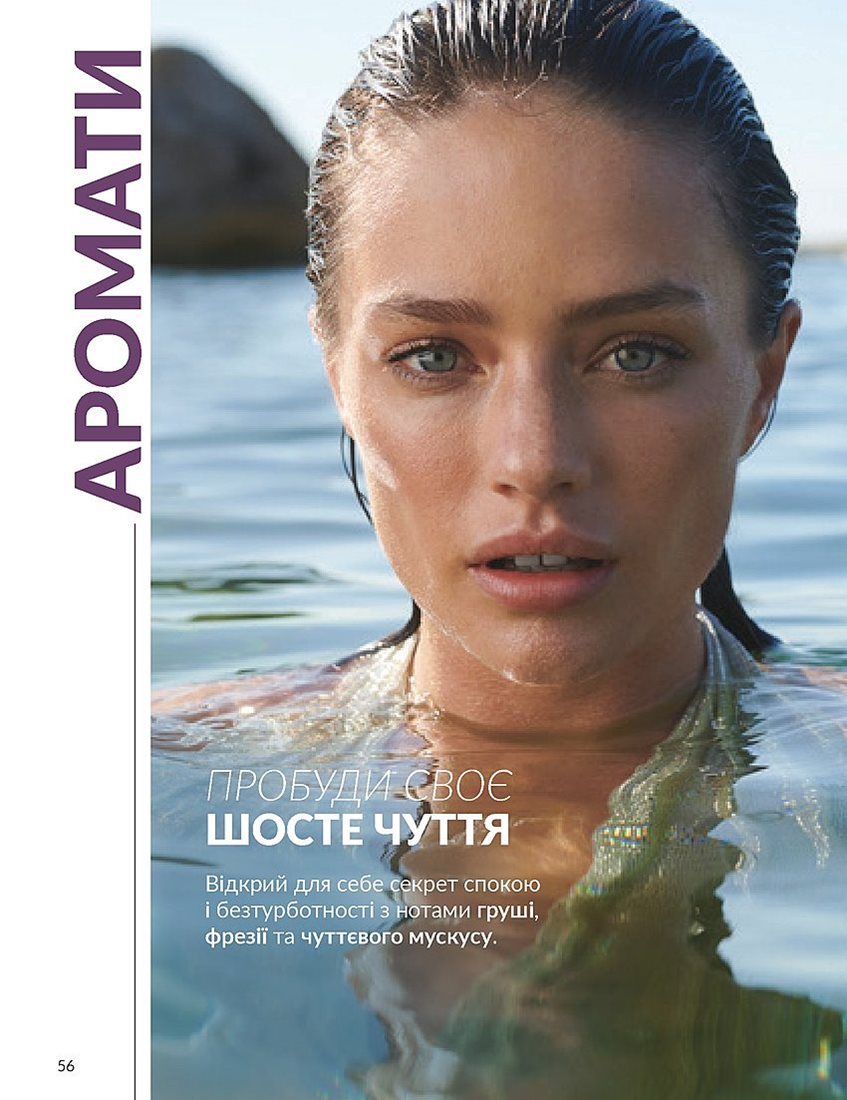 АРОМАТИ
ПРОБУДИ СВОЄ
ШОСТЕ ЧУТТЯ
Відкрий для себе секрет спокою
і безтурботності з нотами груші,
фрезії та чуттєвого мускусу.
56